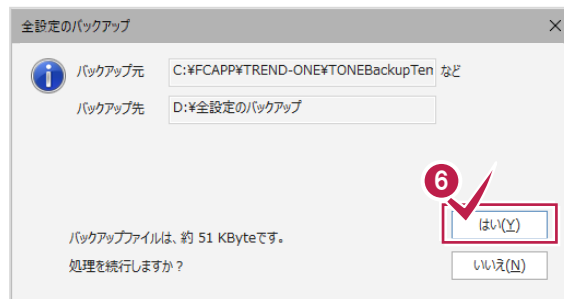 全設定のバックアップ
バックアップ元 C:¥FCAPP¥TREND-ONE¥TONEBackupTen など
バックアップ先 D:¥全設定のバックアップ
6
はい(Y)
バックアップファイルは、約 51 KByteです。
処理を続行しますか?
いいえ(N)